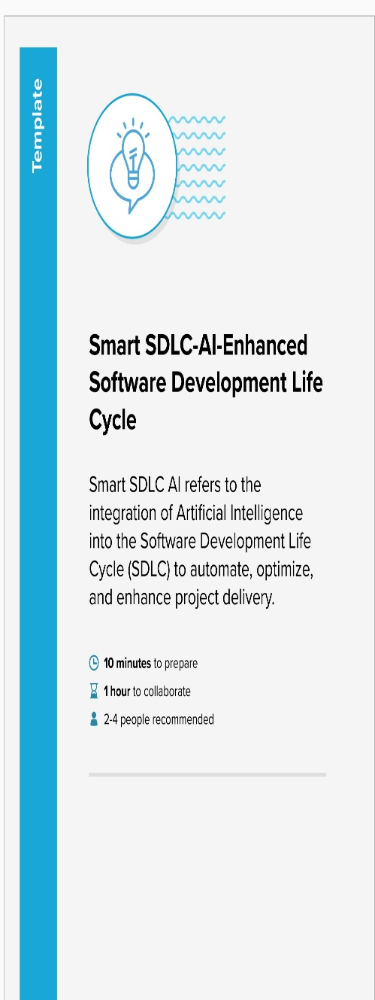 Template
Smart SDLC-AI-Enhanced
Software Development Life
Cycle
Smart SDLC AI refers to the
integration of Artificial Intelligence
into the Software Development Life
Cycle (SDLC) to automate, optimize,
and enhance project delivery.
10 minutes to prepare
1 hour to collaborate
2-4 people recommended